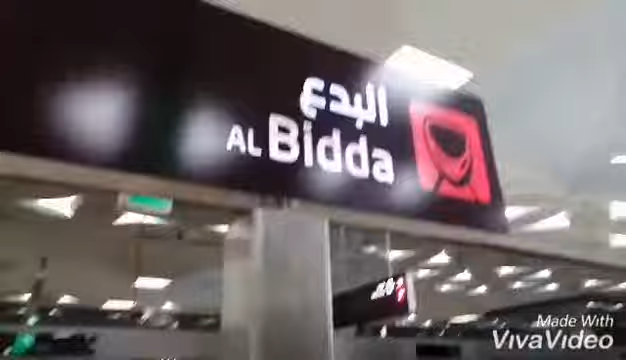 البدع
AL Bidda
Made With
VivaVideo